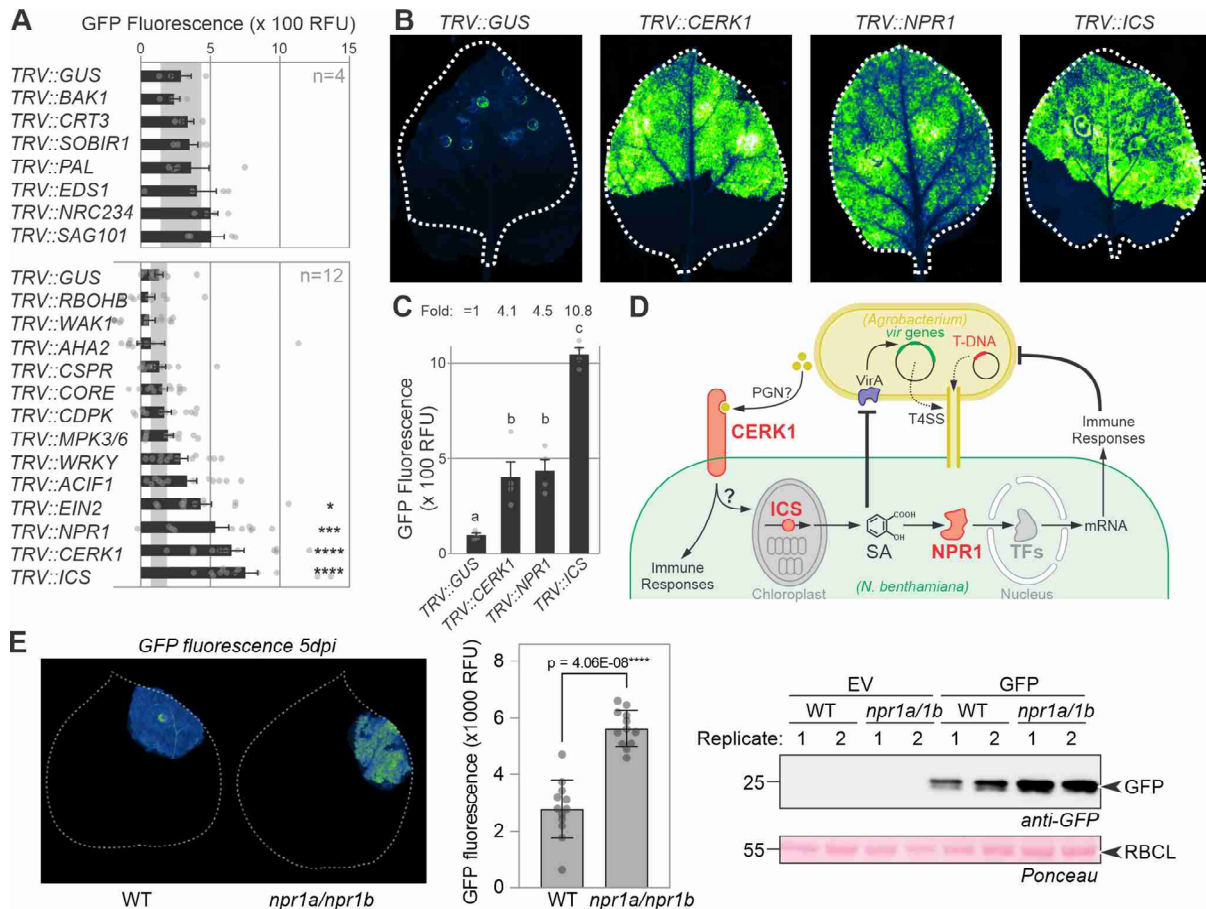 A
GFP Fluorescence (x 100 RFU)
0 5 10 15
TRV::GUS
n=4
TRV::BAK1
TRV::CRT3
TRV::SOBIR1
TRV::PAL
TRV::EDS1
TRV::NRC234
TRV::SAG101
TRV::GUS
n=12
TRV::RBOHB
TRV::WAK1
TRV::AHA2
TRV::CSPR
TRV::CORE
TRV::CDPK
TRV::MPK3/6
TRV::WRKY
TRV::ACIF1
TRV::EIN2 *
TRV::NPR1 ***
TRV::CERK1 ****
TRV::ICS ****
B
TRV::GUS TRV::CERK1 TRV::NPR1 TRV::ICS
C
Fold: =1 4.1 4.5 10.8
GFP Fluorescence
(x 100 RFU)
10
5
0
a b b c
TRV::GUS
TRV::CERK1
TRV::NPR1
TRV::ICS
D
(Agrobacterium)
vir genes
T-DNA
VirA
PGN?
T4SS
CERK1
Immune
Responses
?
ICS
COOH
OH
SA
NPR1
TFs
mRNA
Immune
Responses
Chloroplast
(N. benthamiana)
Nucleus
E
GFP fluorescence 5dpi
WT npr1a/npr1b
GFP fluorescence (x1000 RFU)
8
6
4
2
0
p = 4.06E-08****
WT npr1a/npr1b
EV GFP
WT npr1a/1b WT npr1a/1b
Replicate: 1 2 1 2 1 2 1 2
25
GFP
anti-GFP
55
RBCL
Ponceau